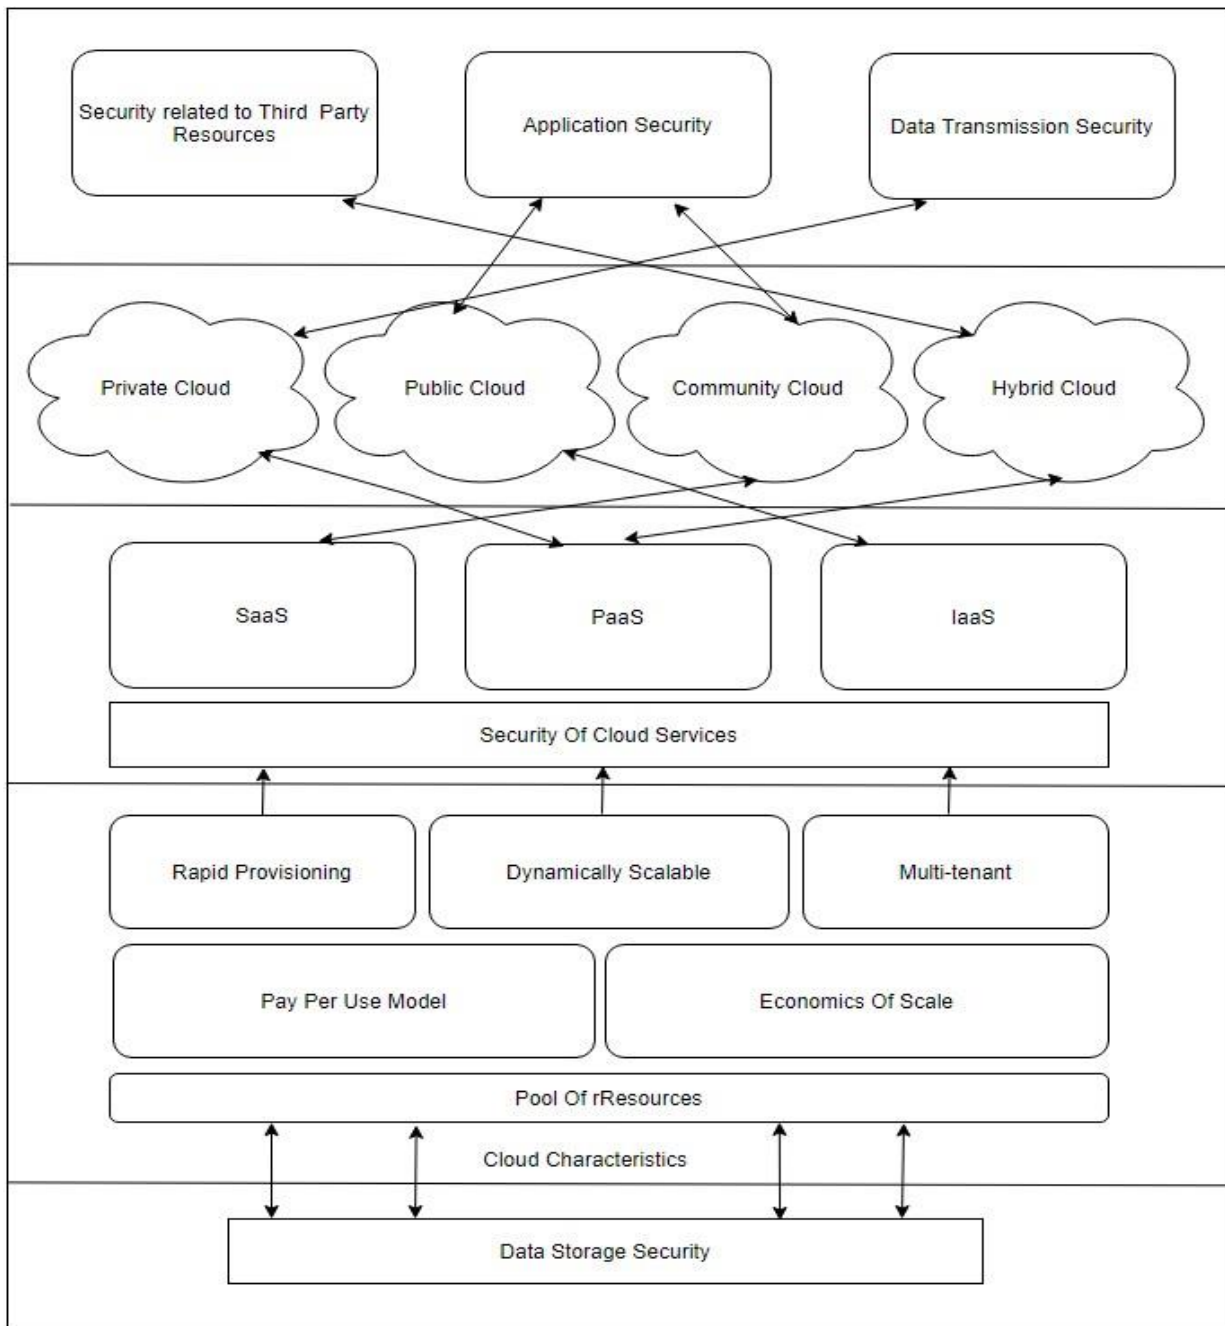 Security related to Third Party
Resources
Application Security
Data Transmission Security
Private Cloud
Public Cloud
Community Cloud
Hybrid Cloud
SaaS
PaaS
IaaS
Security Of Cloud Services
Rapid Provisioning
Dynamically Scalable
Multi-tenant
Pay Per Use Model
Economics Of Scale
Pool Of rResources
Cloud Characteristics
Data Storage Security